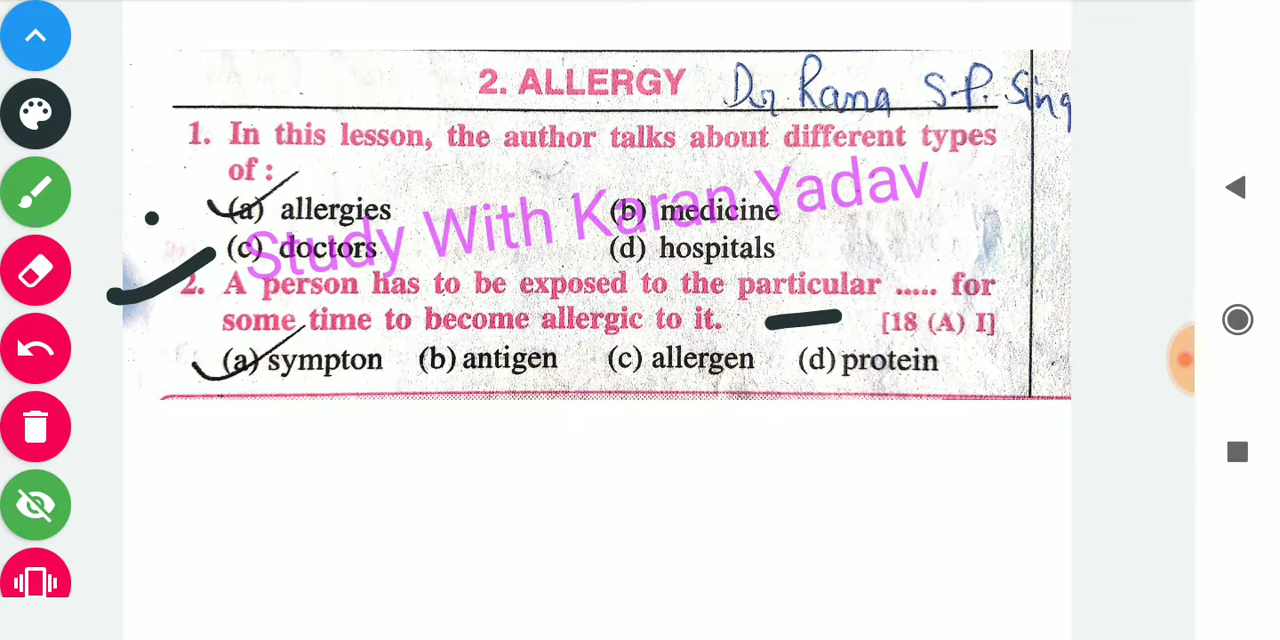 2. ALLERGY Dr Rana S.P. Sing
1. In this lesson, the author talks about different types
of :
(a) allergies (b) medicine
(c) doctors (d) hospitals
Study With Karan Yadav
2. A person has to be exposed to the particular ..... for
some time to become allergic to it. [18 (A) I]
(a) sympton (b) antigen (c) allergen (d) protein